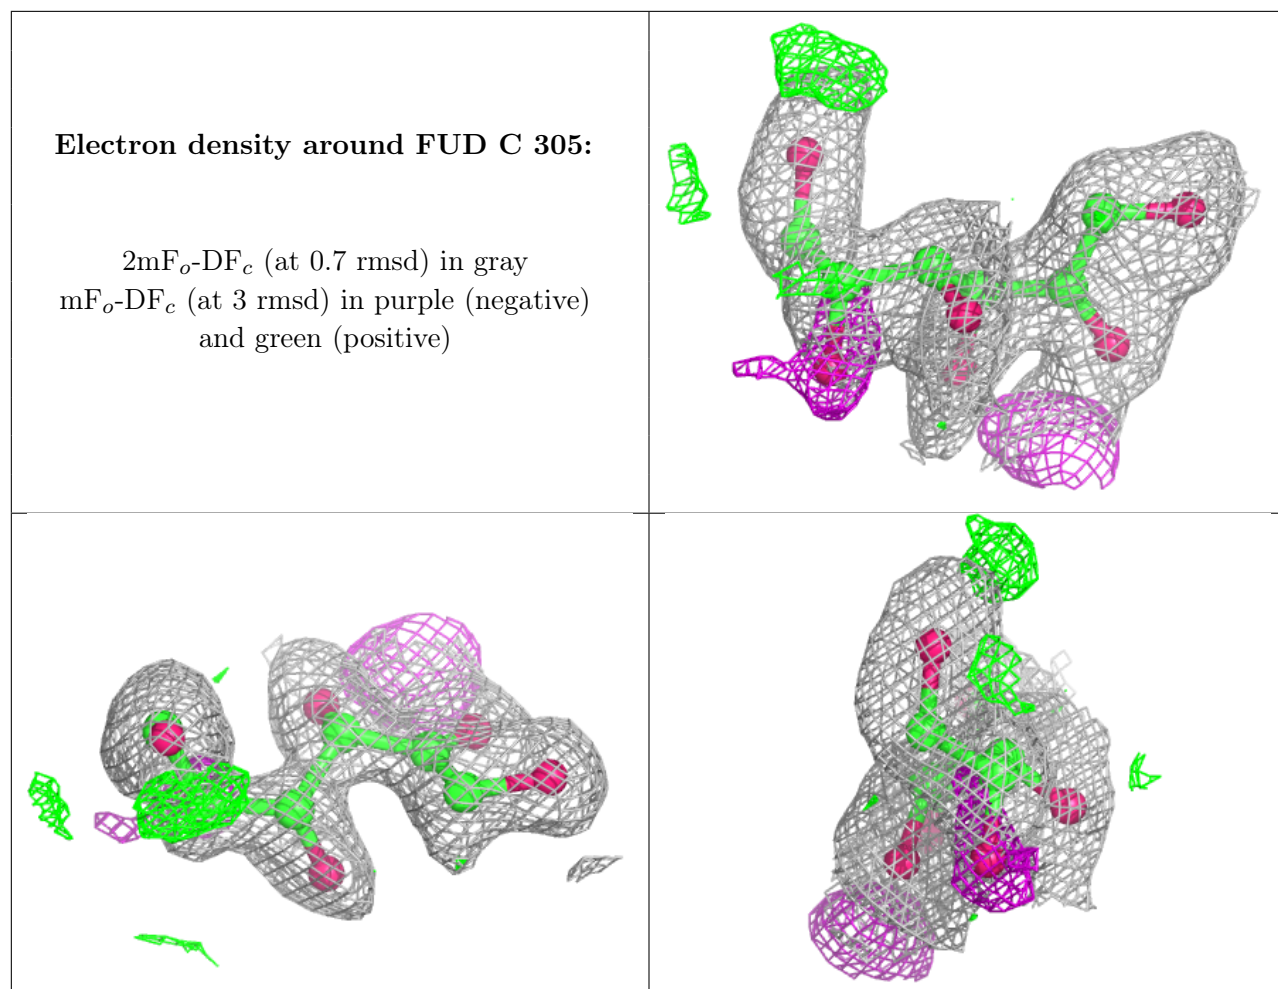 Electron density around FUD C 305:
2mFo-DFc (at 0.7 rmsd) in gray
mFo-DFc (at 3 rmsd) in purple (negative)
and green (positive)